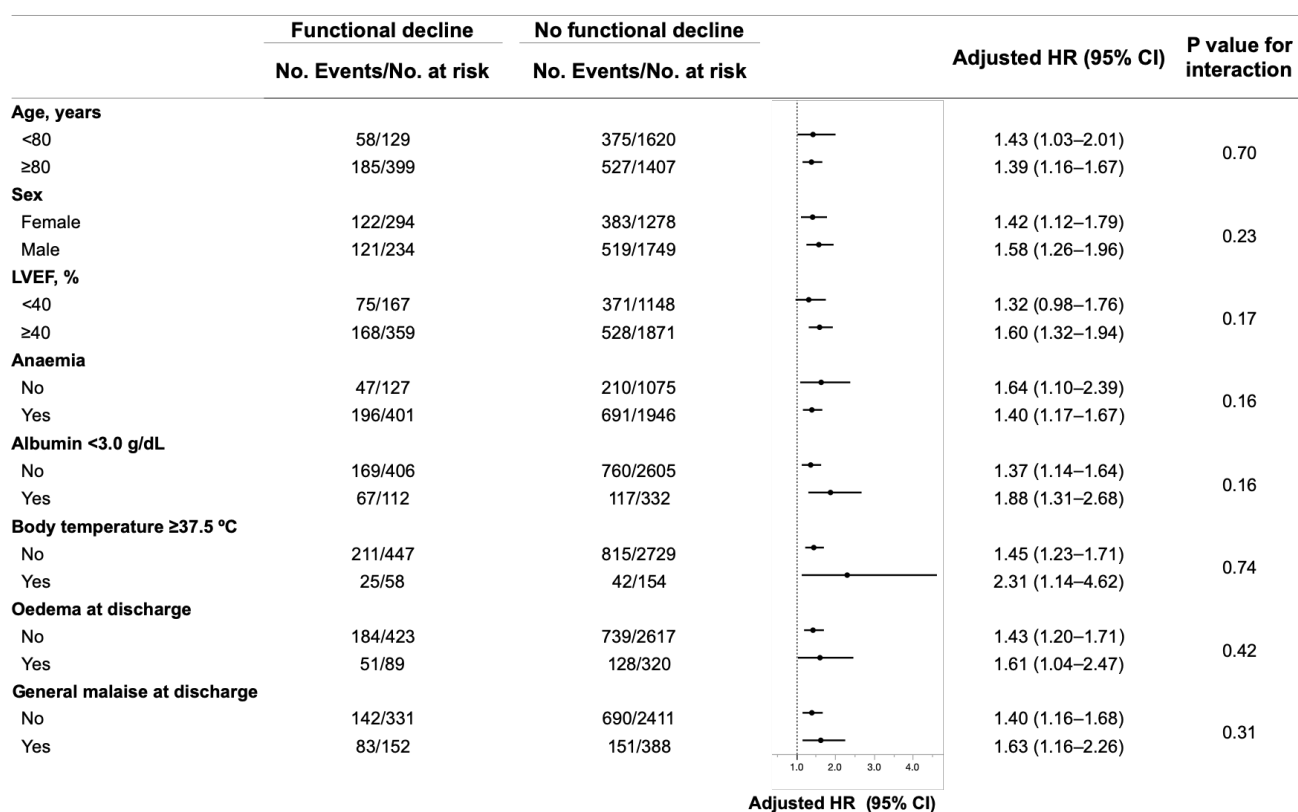 Functional decline No functional decline
Adjusted HR (95% CI) P value for interaction
No. Events/No. at risk No. Events/No. at risk
Age, years
<80 58/129 375/1620 1.43 (1.03–2.01)
0.70
≥80 185/399 527/1407 1.39 (1.16–1.67)
Sex
Female 122/294 383/1278 1.42 (1.12–1.79)
0.23
Male 121/234 519/1749 1.58 (1.26–1.96)
LVEF, %
<40 75/167 371/1148 1.32 (0.98–1.76)
0.17
≥40 168/359 528/1871 1.60 (1.32–1.94)
Anaemia
No 47/127 210/1075 1.64 (1.10–2.39)
0.16
Yes 196/401 691/1946 1.40 (1.17–1.67)
Albumin <3.0 g/dL
No 169/406 760/2605 1.37 (1.14–1.64)
0.16
Yes 67/112 117/332 1.88 (1.31–2.68)
Body temperature ≥37.5 ºC
No 211/447 815/2729 1.45 (1.23–1.71)
0.74
Yes 25/58 42/154 2.31 (1.14–4.62)
Oedema at discharge
No 184/423 739/2617 1.43 (1.20–1.71)
0.42
Yes 51/89 128/320 1.61 (1.04–2.47)
General malaise at discharge
No 142/331 690/2411 1.40 (1.16–1.68)
0.31
Yes 83/152 151/388 1.63 (1.16–2.26)
1.0 2.0 3.0 4.0
Adjusted HR (95% CI)